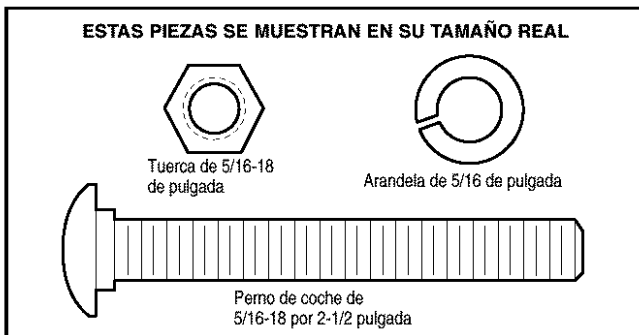 ESTAS PIEZAS SE MUESTRAN EN SU TAMAÑO REAL
Tuerca de 5/16-18
de pulgada
Arandela de 5/16 de pulgada
Perno de coche de
5/16-18 por 2-1/2 pulgada